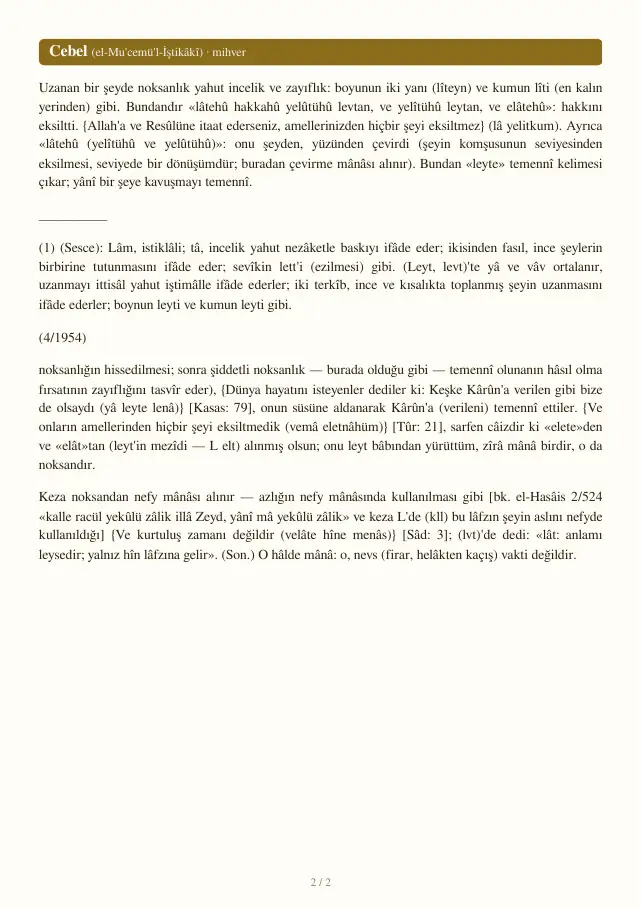 Cebel (el-Mu'cemü'l-İştikâkî) · mihver
Uzanan bir şeyde noksanlık yahut incelik ve zayıflık: boyunun iki yanı (lîteyn) ve kumun lîti (en kalın
yerinden) gibi. Bundandır «lâtehû hakkahû yelûtühû levtan, ve yelîtühû leytan, ve elâtehû»: hakkını
eksiltti. {Allah'a ve Resûlüne itaat ederseniz, amellerinizden hiçbir şeyi eksiltmez} (lâ yelitkum). Ayrıca
«lâtehû (yelîtühû ve yelûtühû)»: onu şeyden, yüzünden çevirdi (şeyin komşusunun seviyesinden
eksilmesi, seviyede bir dönüşümdür; buradan çevirme mânâsı alınır). Bundan «leyte» temennî kelimesi
çıkar; yânî bir şeye kavuşmayı temennî.
(1) (Sesce): Lâm, istiklâli; tâ, incelik yahut nezâketle baskıyı ifâde eder; ikisinden fasıl, ince şeylerin
birbirine tutunmasını ifâde eder; sevîkin lett'i (ezilmesi) gibi. (Leyt, levt)'te yâ ve vâv ortalanır,
uzanmayı ittisâl yahut iştimâlle ifâde ederler; iki terkîb, ince ve kısalıkta toplanmış şeyin uzanmasını
ifâde ederler; boynun leyti ve kumun leyti gibi.
(4/1954)
noksanlığın hissedilmesi; sonra şiddetli noksanlık — burada olduğu gibi — temennî olunanın hâsıl olma
fırsatının zayıflığını tasvîr eder), {Dünya hayatını isteyenler dediler ki: Keşke Kârûn'a verilen gibi bize
de olsaydı (yâ leyte lenâ)} [Kasas: 79], onun süsüne aldanarak Kârûn'a (verileni) temennî ettiler. {Ve
onların amellerinden hiçbir şeyi eksiltmedik (vemâ eletnâhüm)} [Tûr: 21], sarfen câizdir ki «elete»den
ve «elât»tan (leyt'in mezîdi — L elt) alınmış olsun; onu leyt bâbından yürüttüm, zîrâ mânâ birdir, o da
noksandır.
Keza noksandan nefy mânâsı alınır — azlığın nefy mânâsında kullanılması gibi [bk. el-Hasâis 2/524
«kalle racül yekûlü zâlik illâ Zeyd, yânî mâ yekûlü zâlik» ve keza L'de (kll) bu lâfzın şeyin aslını nefyde
kullanıldığı] {Ve kurtuluş zamanı değildir (velâte hîne menâs)} [Sâd: 3]; (lvt)'de dedi: «lât: anlamı
leysedir; yalnız hîn lâfzına gelir». (Son.) O hâlde mânâ: o, nevs (firar, helâkten kaçış) vakti değildir.
2 / 2